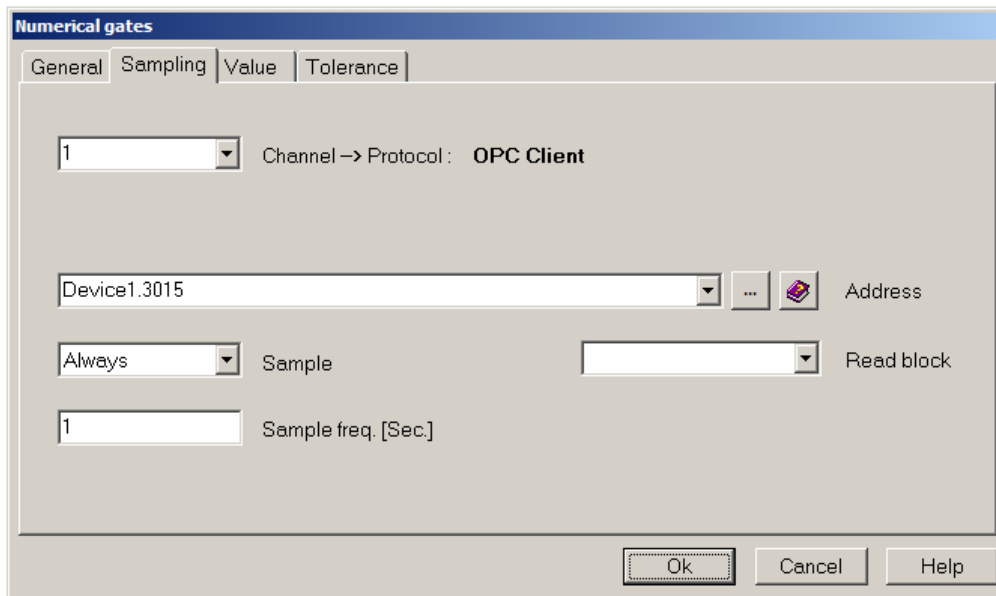 Numerical gates
General Sampling Value Tolerance
1 Channel --> Protocol : OPC Client
Device1.3015 ... Address
Always Sample Read block
1 Sample freq. [Sec.]
Ok Cancel Help